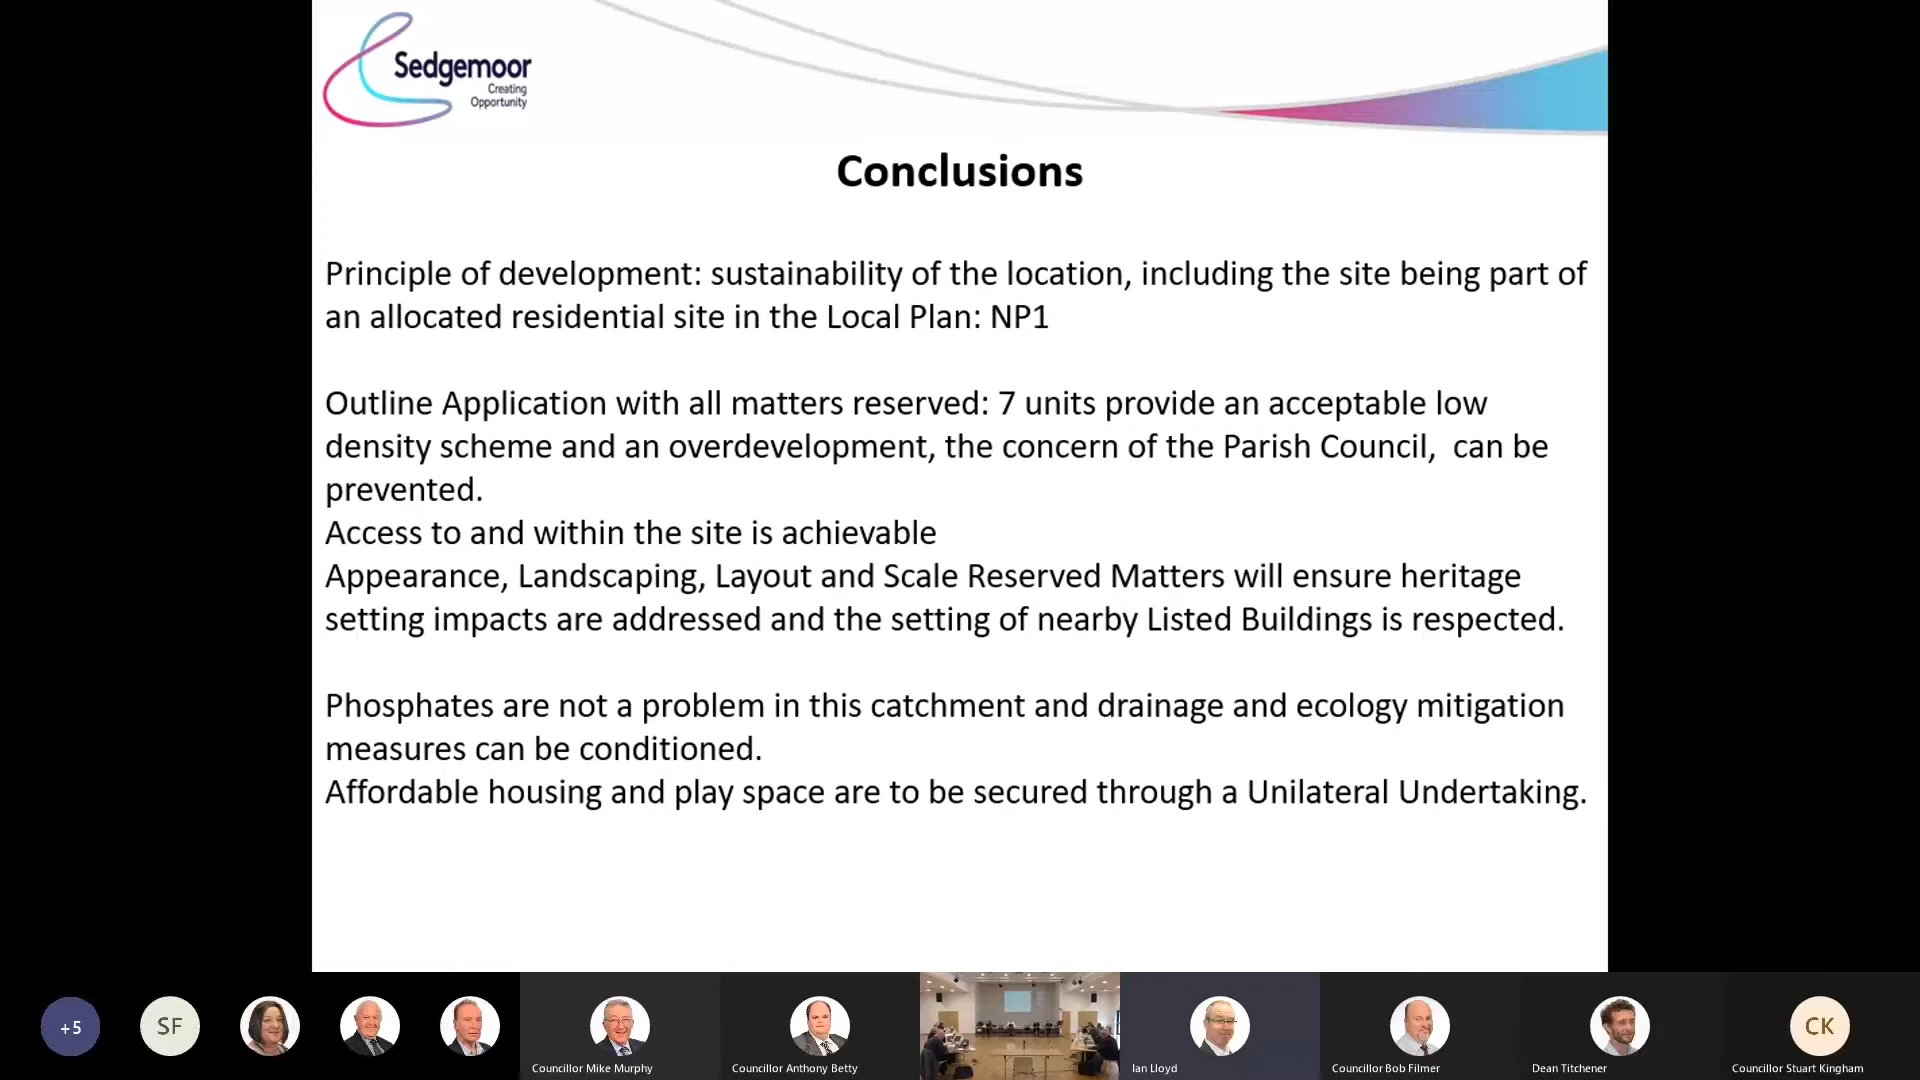 Sedgemoor
Creating
Opportunity
Conclusions
Principle of development: sustainability of the location, including the site being part of
an allocated residential site in the Local Plan: NP1
Outline Application with all matters reserved: 7 units provide an acceptable low
density scheme and an overdevelopment, the concern of the Parish Council,  can be
prevented.
Access to and within the site is achievable
Appearance, Landscaping, Layout and Scale Reserved Matters will ensure heritage
setting impacts are addressed and the setting of nearby Listed Buildings is respected.
Phosphates are not a problem in this catchment and drainage and ecology mitigation
measures can be conditioned.
Affordable housing and play space are to be secured through a Unilateral Undertaking.
+5
SF
CK
Councillor Mike Murphy
Councillor Anthony Betty
Ian Lloyd
Councillor Bob Filmer
Dean Titchener
Councillor Stuart Kingham